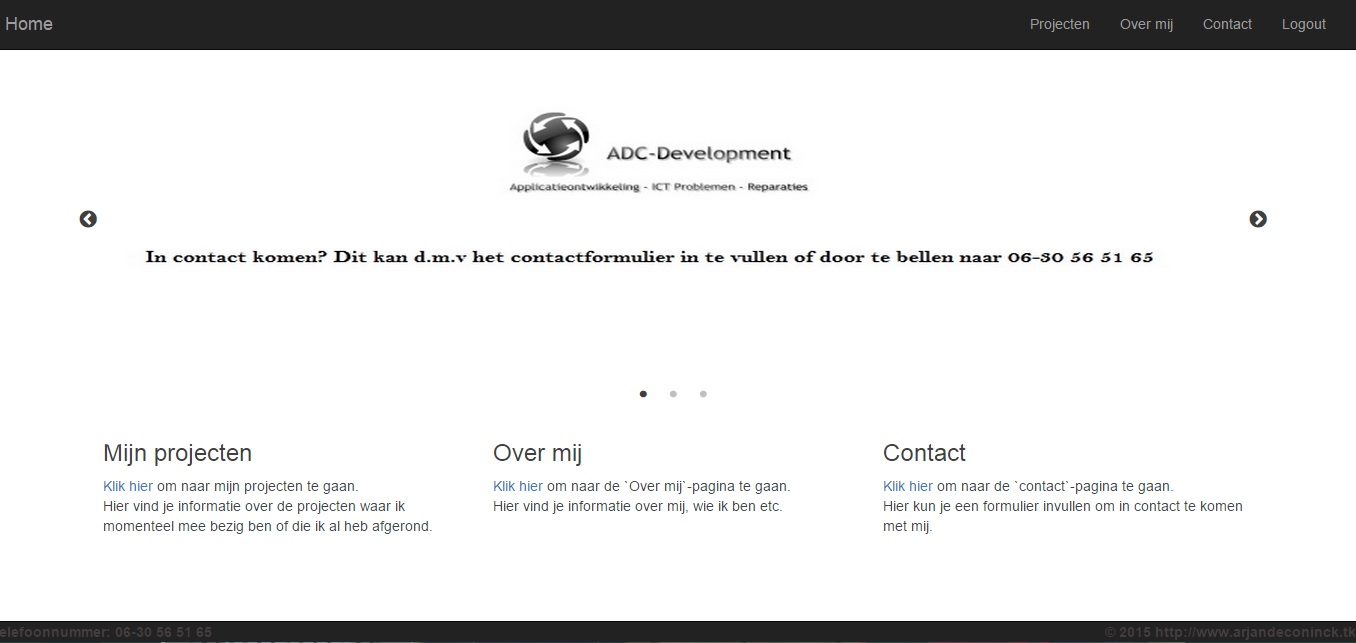 Home
Projecten
Over mij
Contact
Logout
ADC-Development
Applicatieontwikkeling - ICT Problemen - Reparaties
In contact komen? Dit kan d.m.v het contactformulier in te vullen of door te bellen naar 06-30 56 51 65
Mijn projecten
Klik hier om naar mijn projecten te gaan.
Hier vind je informatie over de projecten waar ik
momenteel mee bezig ben of die ik al heb afgerond.
Over mij
Klik hier om naar de `Over mij`-pagina te gaan.
Hier vind je informatie over mij, wie ik ben etc.
Contact
Klik hier om naar de `contact`-pagina te gaan.
Hier kun je een formulier invullen om in contact te komen
met mij.
elefoonnummer: 06-30 56 51 65
© 2015 http://www.arjandeconinck.tk